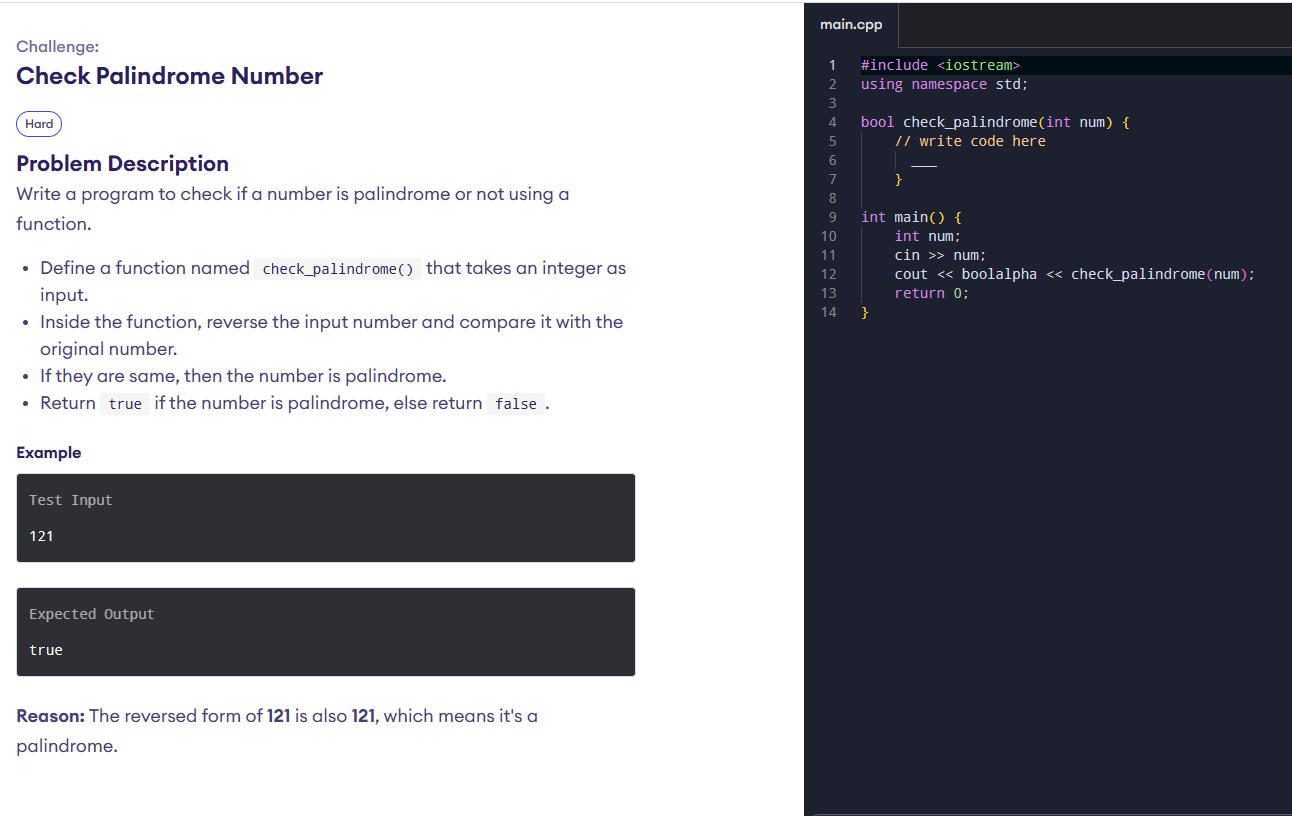 Challenge:
Check Palindrome Number
Hard
Problem Description
Write a program to check if a number is palindrome or not using a
function.
• Define a function named check_palindrome() that takes an integer as
input.
• Inside the function, reverse the input number and compare it with the
original number.
• If they are same, then the number is palindrome.
• Return true if the number is palindrome, else return false .
Example
Test Input
121
Expected Output
true
Reason: The reversed form of 121 is also 121, which means it's a
palindrome.
main.cpp
1 #include <iostream>
2 using namespace std;
3
4 bool check_palindrome(int num) {
5     // write code here
6       ___
7     }
8
9 int main() {
10     int num;
11     cin >> num;
12     cout << boolalpha << check_palindrome(num);
13     return 0;
14 }